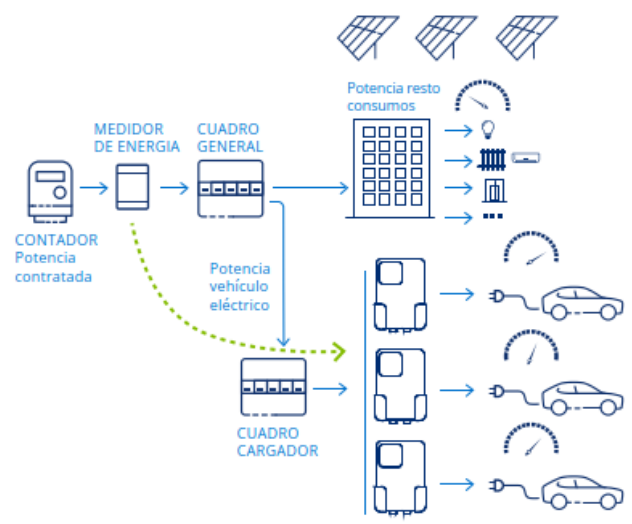 Potencia resto
consumos
MEDIDOR
DE ENERGIA
CUADRO
GENERAL
CONTADOR
Potencia
contratada
Potencia
vehículo
eléctrico
CUADRO
CARGADOR